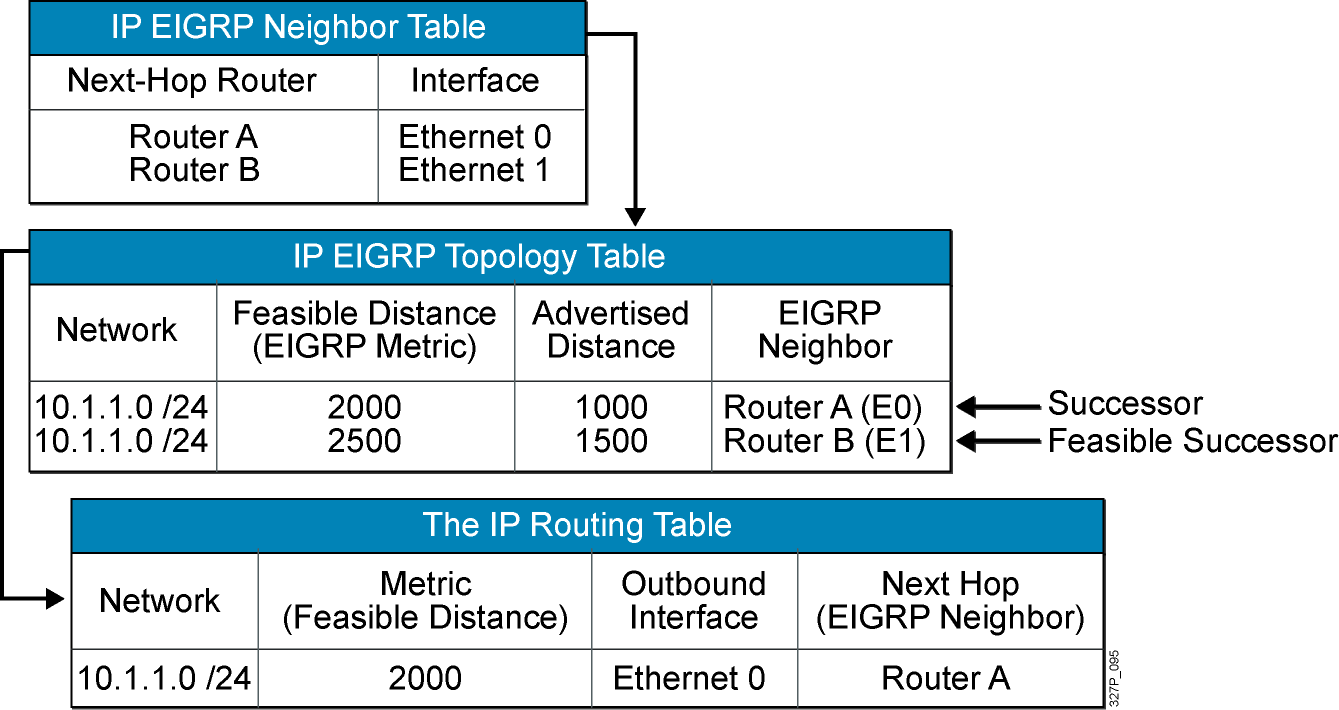 IP EIGRP Neighbor Table
Next-Hop Router Interface
Router A Ethernet 0
Router B Ethernet 1
IP EIGRP Topology Table
Network Feasible Distance (EIGRP Metric) Advertised Distance EIGRP Neighbor
10.1.1.0 /24 2000 1000 Router A (E0) Successor
10.1.1.0 /24 2500 1500 Router B (E1) Feasible Successor
The IP Routing Table
Network Metric (Feasible Distance) Outbound Interface Next Hop (EIGRP Neighbor)
10.1.1.0 /24 2000 Ethernet 0 Router A
327P_095